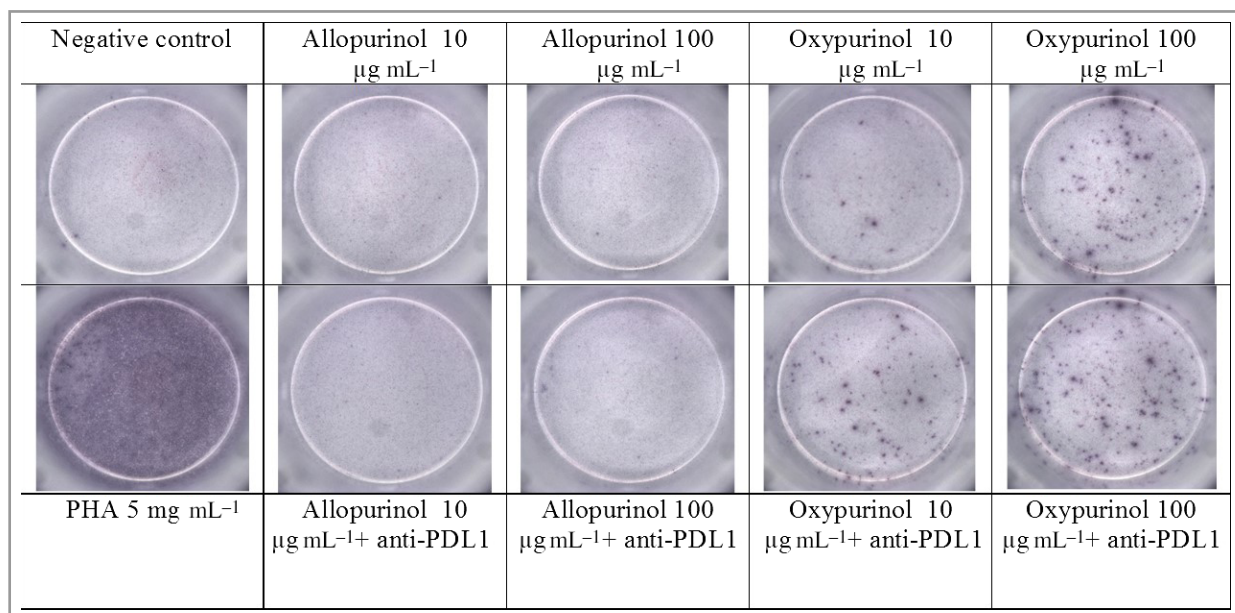 Negative control
Allopurinol 10
µg mL⁻¹
Allopurinol 100
µg mL⁻¹
Oxypurinol 10
µg mL⁻¹
Oxypurinol 100
µg mL⁻¹
PHA 5 mg mL⁻¹
Allopurinol 10
µg mL⁻¹+ anti-PDL1
Allopurinol 100
µg mL⁻¹+ anti-PDL1
Oxypurinol 10
µg mL⁻¹+ anti-PDL1
Oxypurinol 100
µg mL⁻¹+ anti-PDL1